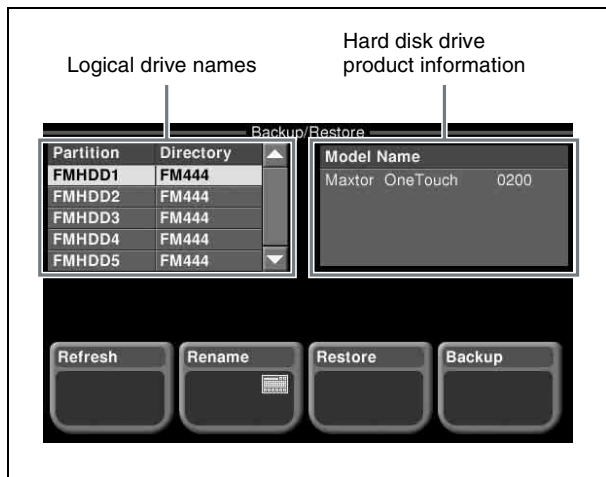 Logical drive names
Hard disk drive
product information
Backup/Restore
Partition Directory
FMHDD1 FM444
FMHDD2 FM444
FMHDD3 FM444
FMHDD4 FM444
FMHDD5 FM444
Model Name
Maxtor OneTouch 0200
Refresh Rename Restore Backup